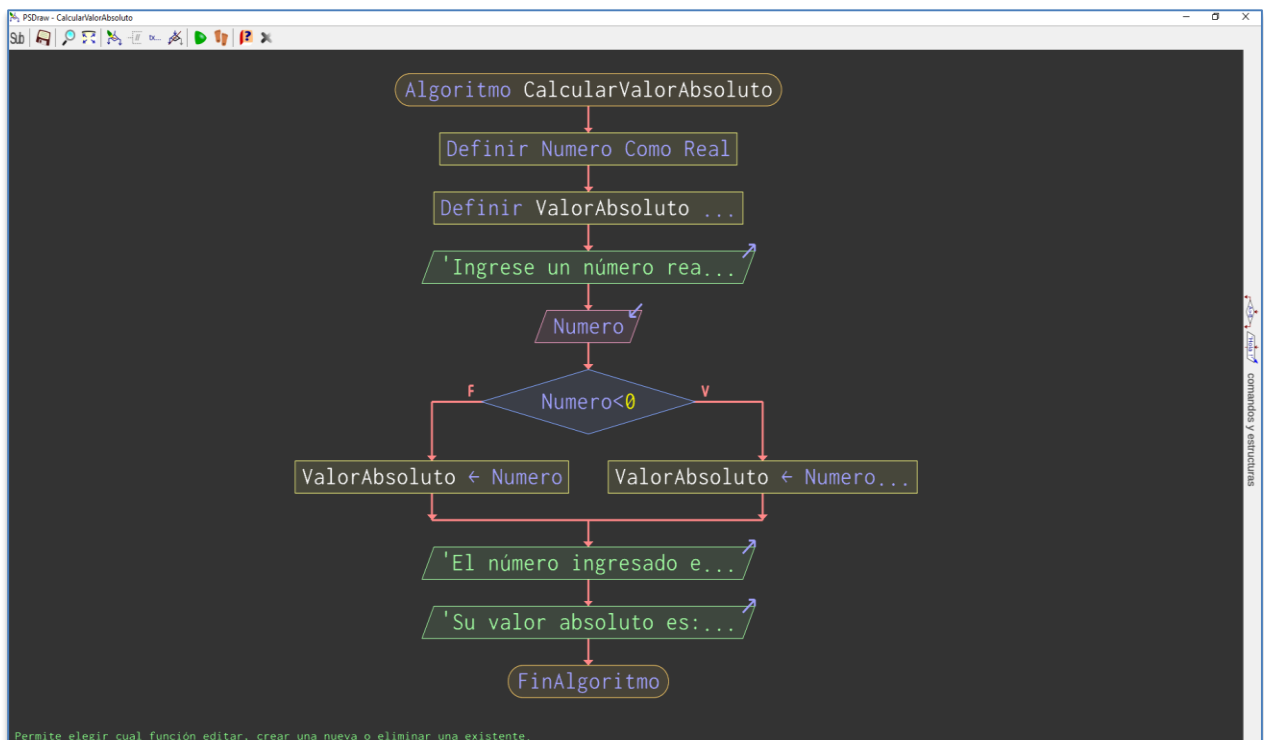 PSDraw - CalcularValorAbsoluto
Sub
Algoritmo CalcularValorAbsoluto
Definir Numero Como Real
Definir ValorAbsoluto ...
'Ingrese un número rea...
Numero
F
V
Numero<0
ValorAbsoluto ← Numero
ValorAbsoluto ← Numero...
'El número ingresado e...
'Su valor absoluto es:...
FinAlgoritmo
comandos y estructuras
Permite elegir cual función editar, crear una nueva o eliminar una existente.